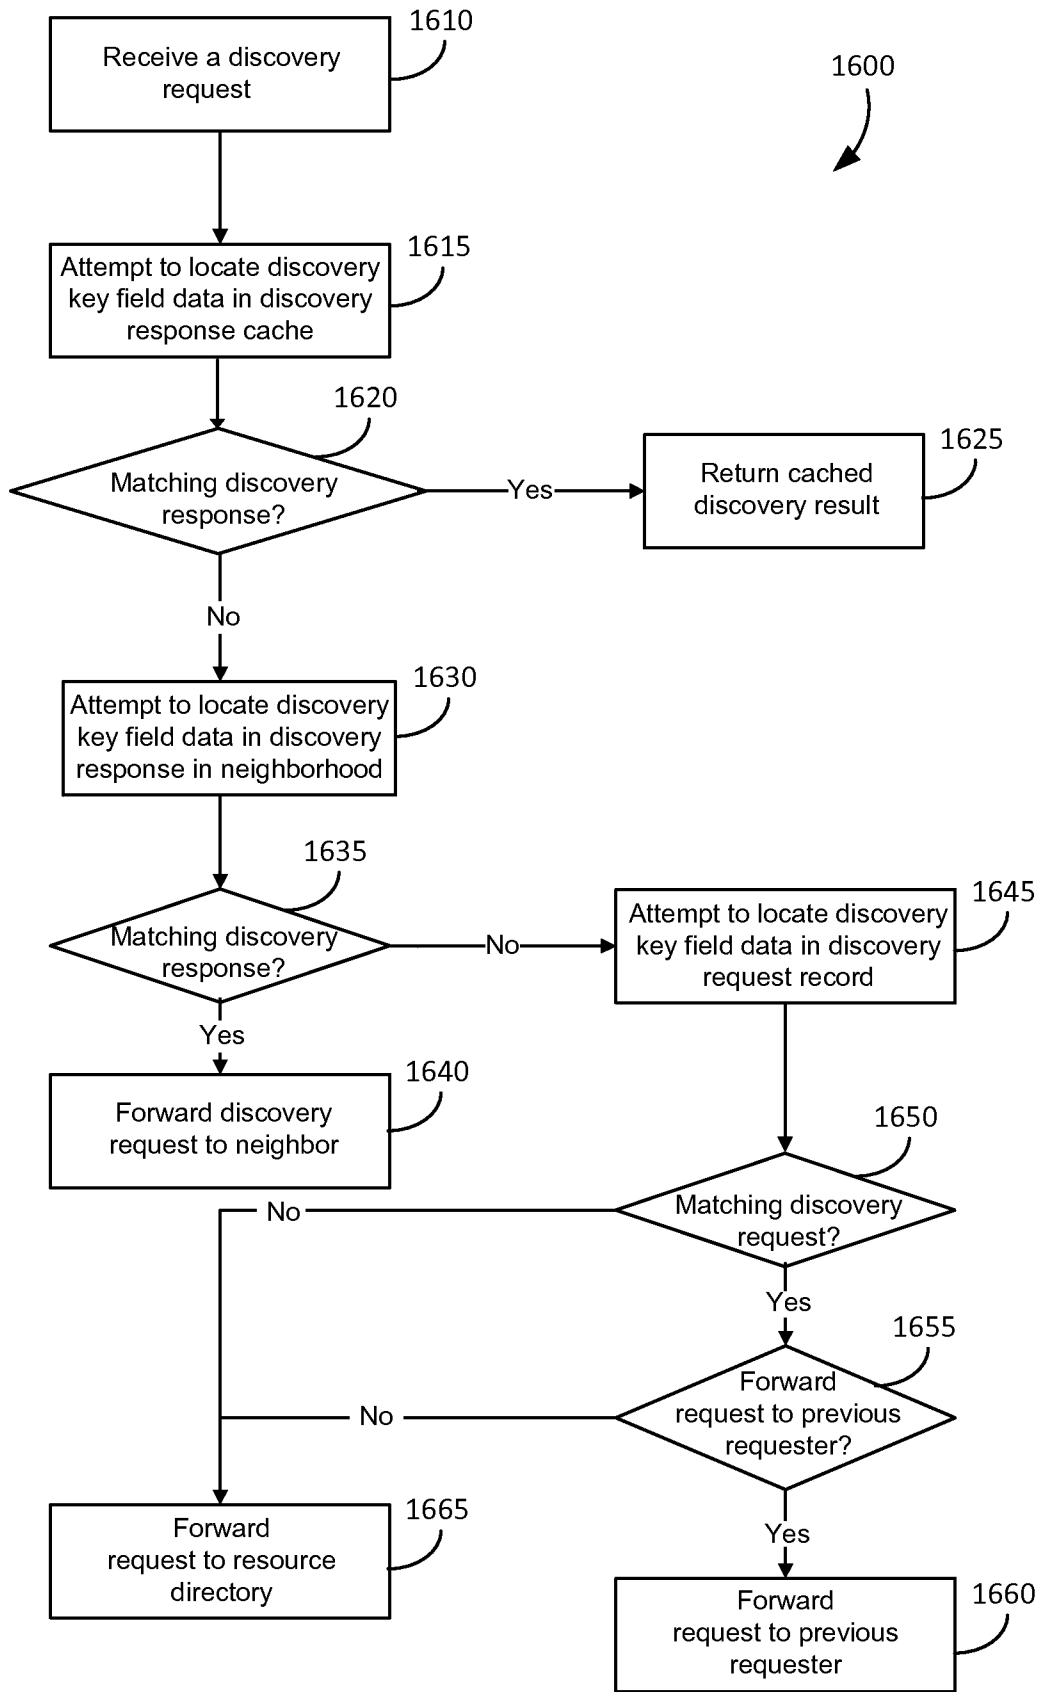 1610
Receive a discovery
request
1600
1615
Attempt to locate discovery
key field data in discovery
response cache
1620
Matching discovery
response?
Yes
1625
Return cached
discovery result
No
1630
Attempt to locate discovery
key field data in discovery
response in neighborhood
1635
Matching discovery
response?
No
1645
Attempt to locate discovery
key field data in discovery
request record
Yes
1640
Forward discovery
request to neighbor
1650
Matching discovery
request?
No
Yes
1655
Forward
request to previous
requester?
No
Yes
1665
Forward
request to resource
directory
1660
Forward
request to previous
requester